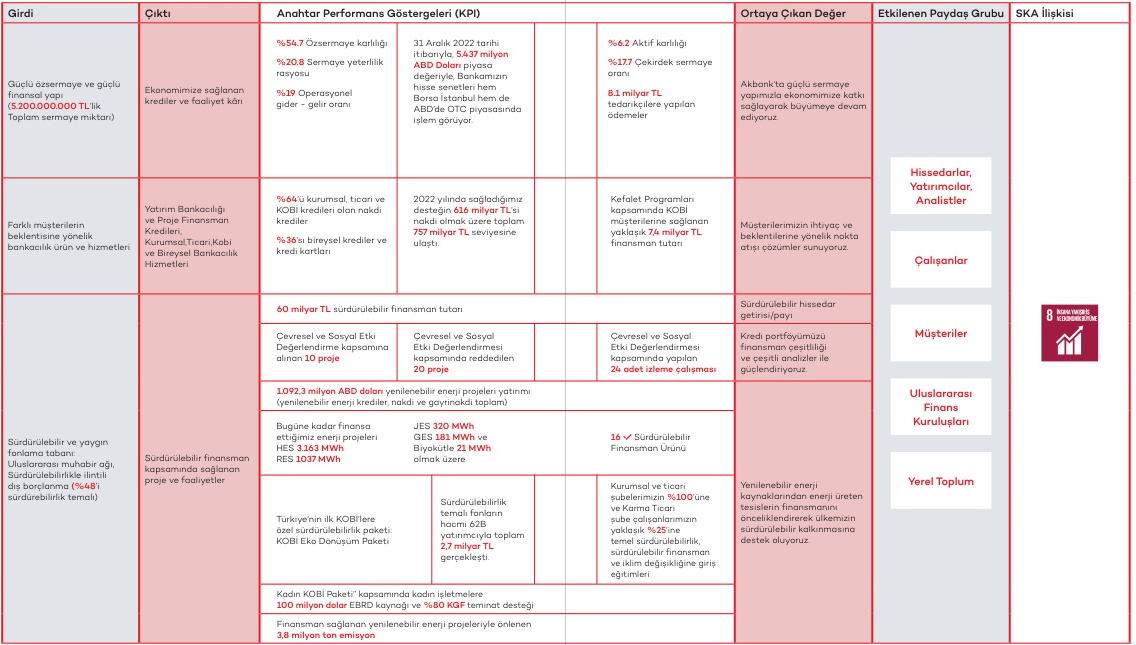 Girdi
Çıktı
Anahtar Performans Göstergeleri (KPI)
Ortaya Çıkan Değer
Etkilenen Paydaş Grubu
SKA İlişkisi
Güçlü özsermaye ve güçlü
finansal yapı
(5.200.000.000 TL'lik
Toplam sermaye miktarı)
Ekonomimize sağlanan
krediler ve faaliyet kârı
%54.7 Özsermaye karlılığı
%20.8 Sermaye yeterlilik
rasyosu
%19 Operasyonel
gider - gelir oranı
31 Aralık 2022 tarihi
itibarıyla, 5.437 milyon
ABD Doları piyasa
değeriyle, Bankamızın
hisse senetleri hem
Borsa İstanbul hem de
ABD'de OTC piyasasında
işlem görüyor.
%6.2 Aktif karlılığı
%17.7 Çekirdek sermaye
oranı
8.1 milyar TL
tedarikçilere yapılan
ödemeler
Akbank'ta güçlü sermaye
yapımızla ekonomimize katkı
sağlayarak büyümeye devam
ediyoruz.
Farklı müşterilerin
beklentisine yönelik
bankacılık ürün ve hizmetleri
Yatırım Bankacılığı
ve Proje Finansman
Kredileri,
Kurumsal,Ticari,Kobi
ve Bireysel Bankacılık
Hizmetleri
%64'ü kurumsal, ticari ve
KOBİ kredileri olan nakdi
krediler
%36'sı bireysel krediler ve
kredi kartları
2022 yılında sağladığımız
desteğin 616 milyar TL'si
nakdi olmak üzere toplam
757 milyar TL seviyesine
ulaştı.
Kefalet Programları
kapsamında KOBİ
müşterilerine sağlanan
yaklaşık 7,4 milyar TL
finansman tutarı
Müşterilerimizin ihtiyaç ve
beklentilerine yönelik nokta
atışı çözümler sunuyoruz.
Sürdürülebilir ve yaygın
fonlama tabanı:
Uluslararası muhabir ağı,
Sürdürülebilirlikle ilintili
dış borçlanma (%48'i
sürdürebilirlik temalı)
Sürdürülebilir finansman
kapsamında sağlanan
proje ve faaliyetler
60 milyar TL sürdürülebilir finansman tutarı
Sürdürülebilir hissedar
getirisi/payı
Çevresel ve Sosyal Etki
Değerlendirme kapsamına
alınan 10 proje
Çevresel ve Sosyal
Etki Değerlendirmesi
kapsamında reddedilen
20 proje
Çevresel ve Sosyal
Etki Değerlendirmesi
kapsamında yapılan
24 adet izleme çalışması
Kredi portföyümüzü
finansman çeşitliliği
ve çeşitli analizler ile
güçlendiriyoruz.
1.092,3 milyon ABD doları yenilenebilir enerji projeleri yatırımı
(yenilenebilir enerji krediler, nakdi ve gayrinakdi toplam)
Bugüne kadar finansa
ettiğimiz enerji projeleri
HES 3.163 MWh
RES 1037 MWh
JES 320 MWh
GES 181 MWh ve
Biyokütle 21 MWh
olmak üzere
16 ✓ Sürdürülebilir
Finansman Ürünü
Türkiye'nin ilk KOBİ'lere
özel sürdürülebilirlik paketi:
KOBİ Eko Dönüşüm Paketi
Sürdürülebilirlik
temalı fonların
hacmi 62B
yatırımcıyla toplam
2,7 milyar TL
gerçekleşti.
Kurumsal ve ticari
şubelerimizin %100'üne
ve Karma Ticari
şube çalışanlarımızın
yaklaşık %25'ine
temel sürdürülebilirlik,
sürdürülebilir finansman
ve iklim değişikliğine giriş
eğitimleri
Yenilenebilir enerji
kaynaklarından enerji üreten
tesislerin finansmanını
önceliklendirerek ülkemizin
sürdürülebilir kalkınmasına
destek oluyoruz.
Kadın KOBİ Paketi" kapsamında kadın işletmelere
100 milyon dolar EBRD kaynağı ve %80 KGF teminat desteği
Finansman sağlanan yenilenebilir enerji projeleriyle önlenen
3,8 milyon ton emisyon
Hissedarlar,
Yatırımcılar,
Analistler
Çalışanlar
Müşteriler
Uluslararası
Finans
Kuruluşları
Yerel Toplum
8 İNSANA YAKIŞIR İŞ
VE EKONOMİK BÜYÜME